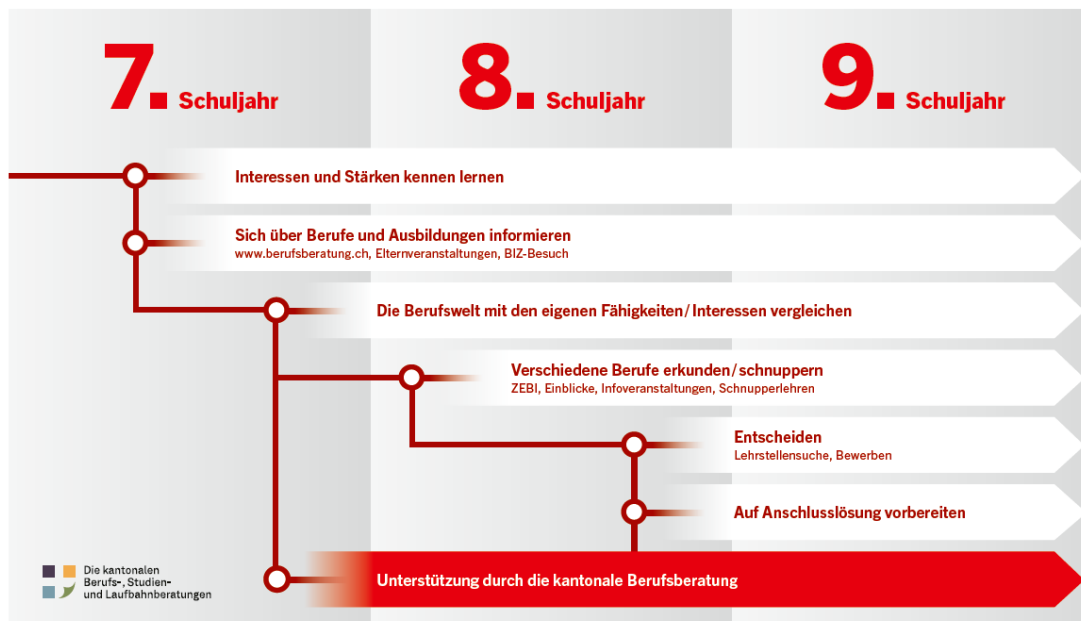 7. Schuljahr
8. Schuljahr
9. Schuljahr
Interessen und Stärken kennen lernen
Sich über Berufe und Ausbildungen informieren
www.berufsberatung.ch, Elternveranstaltungen, BIZ-Besuch
Die Berufswelt mit den eigenen Fähigkeiten/Interessen vergleichen
Verschiedene Berufe erkunden/schnuppern
ZEBI, Einblicke, Infoveranstaltungen, Schnupperlehren
Entscheiden
Lehrstellensuche, Bewerben
Auf Anschlusslösung vorbereiten
Unterstützung durch die kantonale Berufsberatung
Die kantonalen
Berufs-, Studien-
und Laufbahnberatungen